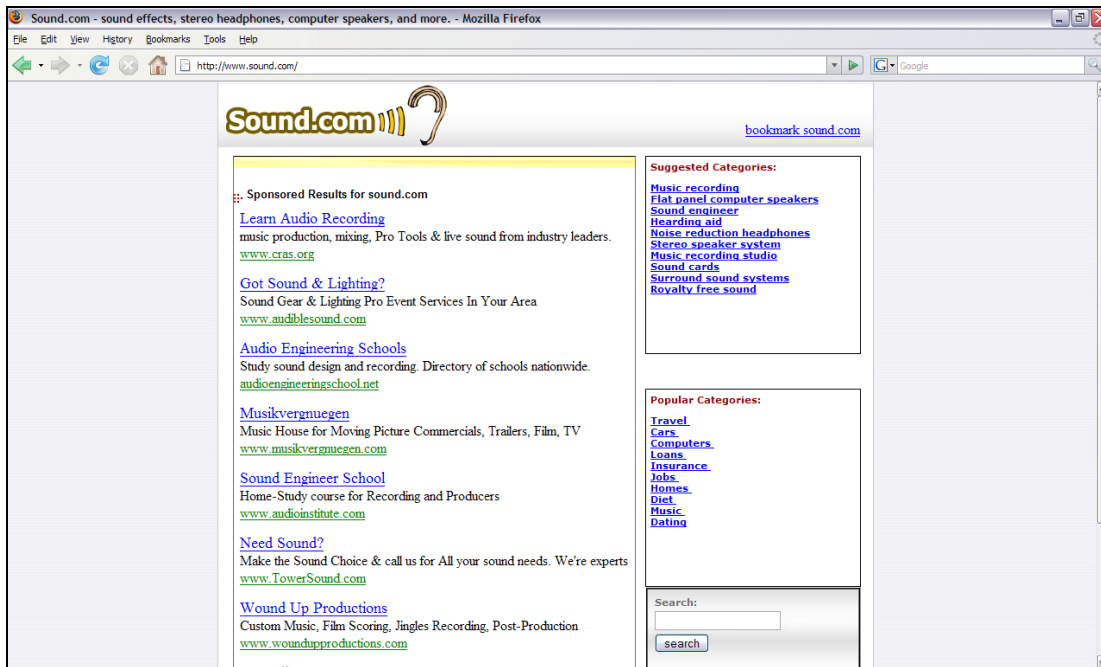 Sound.com - sound effects, stereo headphones, computer speakers, and more. - Mozilla Firefox
File Edit View History Bookmarks Tools Help
http://www.sound.com/
G Google
Sound.com
bookmark sound.com
Sponsored Results for sound.com
Learn Audio Recording
music production, mixing, Pro Tools & live sound from industry leaders.
www.cras.org
Got Sound & Lighting?
Sound Gear & Lighting Pro Event Services In Your Area
www.audiblesound.com
Audio Engineering Schools
Study sound design and recording. Directory of schools nationwide.
audioengineeringschool.net
Musikvergnuegen
Music House for Moving Picture Commercials, Trailers, Film, TV
www.musikvergnuegen.com
Sound Engineer School
Home-Study course for Recording and Producers
www.audioinstitute.com
Need Sound?
Make the Sound Choice & call us for All your sound needs. We're experts
www.TowerSound.com
Wound Up Productions
Custom Music, Film Scoring, Jingles Recording, Post-Production
www.woundupproductions.com
Suggested Categories:
Music recording
Flat panel computer speakers
Sound engineer
Hearding aid
Noise reduction headphones
Stereo speaker system
Music recording studio
Sound cards
Surround sound systems
Royalty free sound
Popular Categories:
Travel
Cars
Computers
Loans
Insurance
Jobs
Homes
Diet
Music
Dating
Search:
search